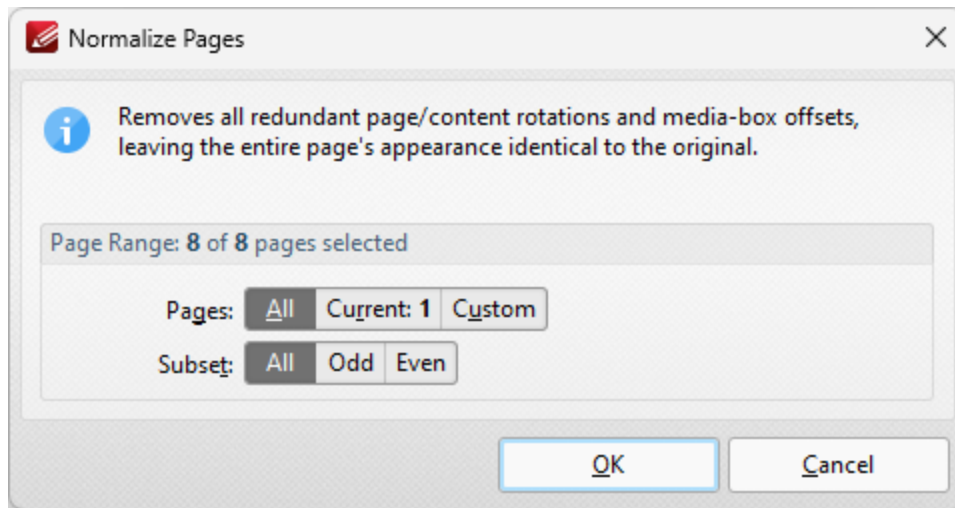 Normalize Pages
Removes all redundant page/content rotations and media-box offsets,
leaving the entire page's appearance identical to the original.
Page Range: 8 of 8 pages selected
Pages: All Current: 1 Custom
Subset: All Odd Even
OK Cancel